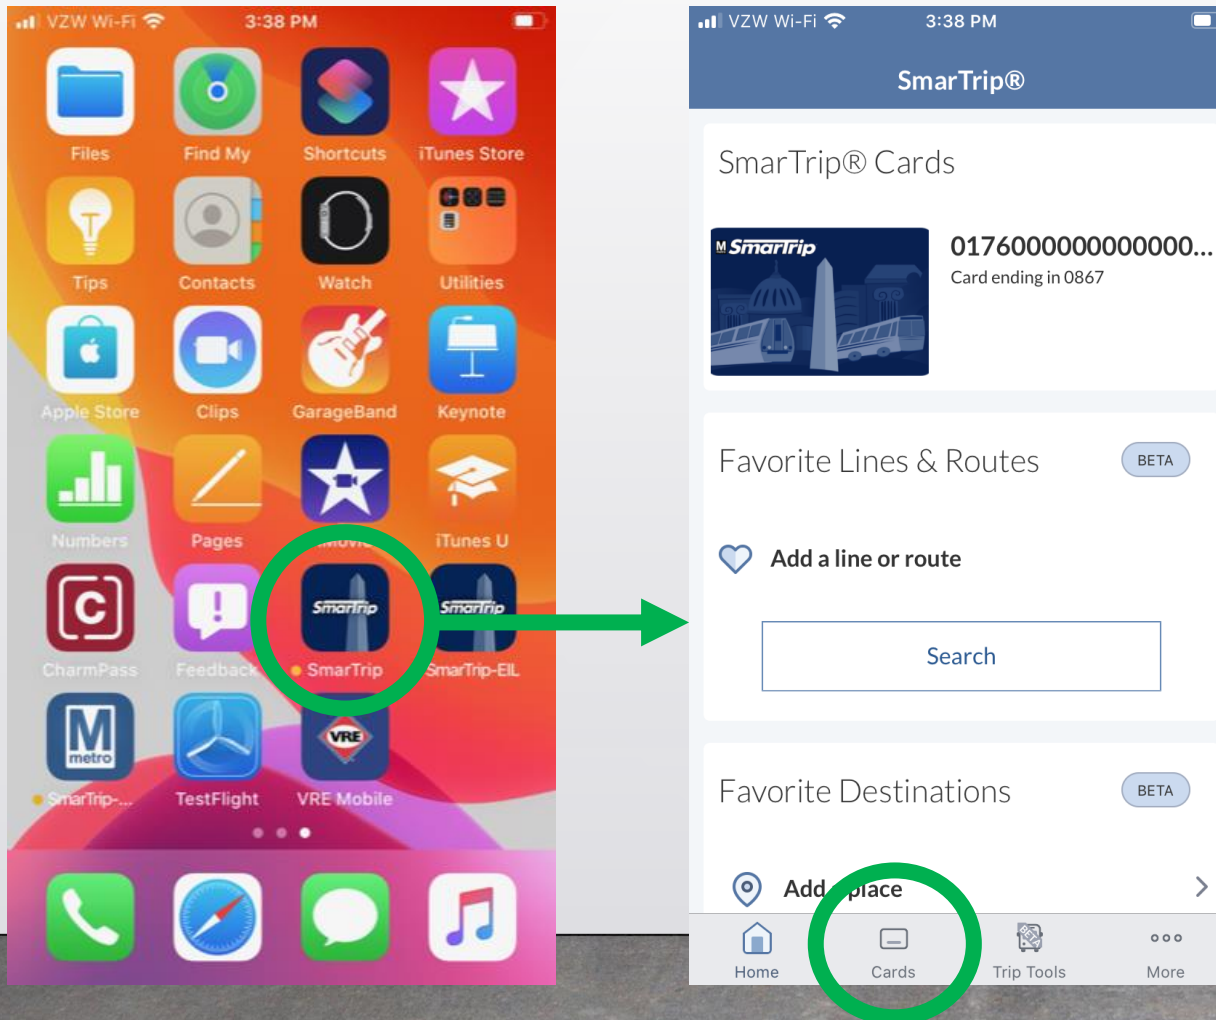 VZW Wi-Fi
3:38 PM
Files
Find My
Shortcuts
iTunes Store
Tips
Contacts
Watch
Utilities
Apple Store
Clips
GarageBand
Keynote
Numbers
Pages
iMovie
iTunes U
C
SmarTrip
SmarTrip
CharmPass
Feedback
SmarTrip
SmarTrip-EIL
M
metro
VRE
SmarTrip-...
TestFlight
VRE Mobile
VZW Wi-Fi
3:38 PM
SmarTrip®
SmarTrip® Cards
M SmarTrip
0176000000000000...
Card ending in 0867
Favorite Lines & Routes
BETA
Add a line or route
Search
Favorite Destinations
BETA
Add a place
Home
Cards
BETA
Trip Tools
More